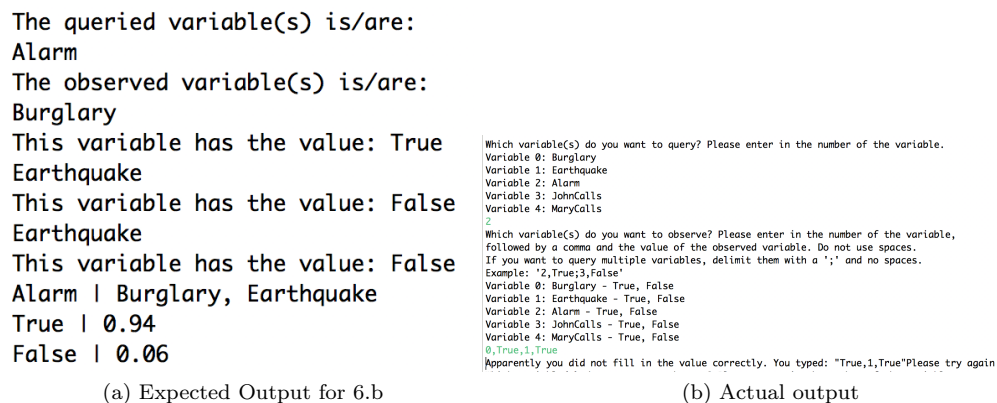 The queried variable(s) is/are:
Alarm
The observed variable(s) is/are:
Burglary
This variable has the value: True
Earthquake
This variable has the value: False
Earthquake
This variable has the value: False
Alarm | Burglary, Earthquake
True | 0.94
False | 0.06
(a) Expected Output for 6.b
Which variable(s) do you want to query? Please enter in the number of the variable.
Variable 0: Burglary
Variable 1: Earthquake
Variable 2: Alarm
Variable 3: JohnCalls
Variable 4: MaryCalls
2
Which variable(s) do you want to observe? Please enter in the number of the variable,
followed by a comma and the value of the observed variable. Do not use spaces.
If you want to query multiple variables, delimit them with a ';' and no spaces.
Example: '2,True;3,False'
Variable 0: Burglary - True, False
Variable 1: Earthquake - True, False
Variable 2: Alarm - True, False
Variable 3: JohnCalls - True, False
Variable 4: MaryCalls - True, False
0,True,1,True
Apparently you did not fill in the value correctly. You typed: "True,1,True"Please try again
(b) Actual output